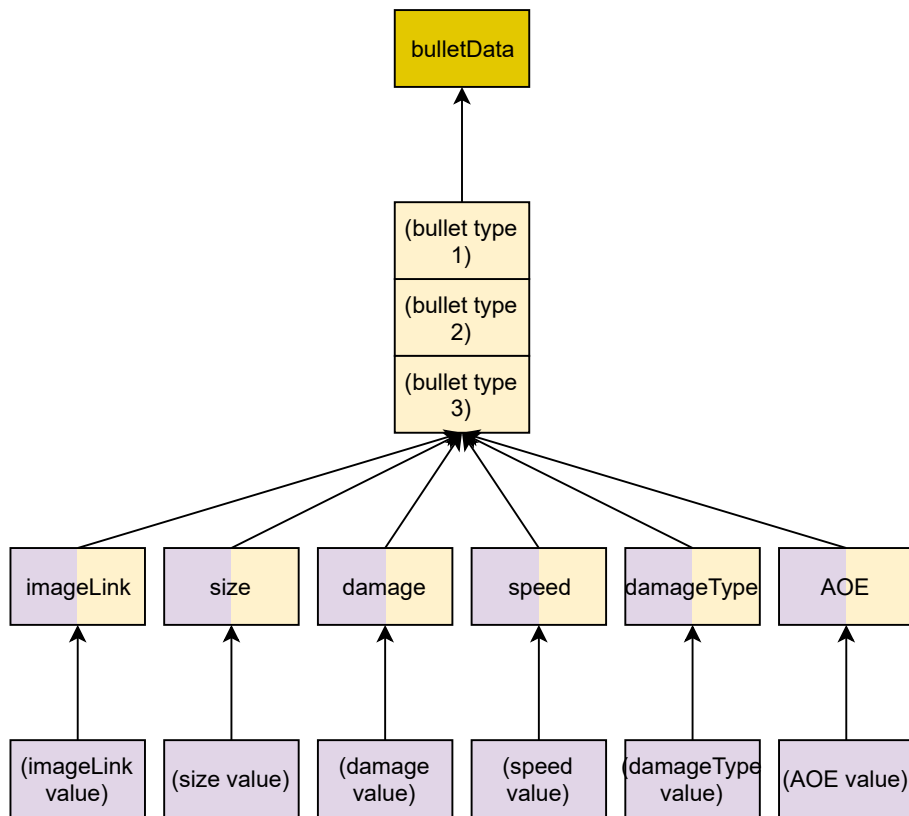 bulletData
(bullet type
1)
(bullet type
2)
(bullet type
3)
imageLink
size
damage
speed
damageType
AOE
(imageLink
value)
(size value)
(damage
value)
(speed
value)
(damageType
value)
(AOE value)